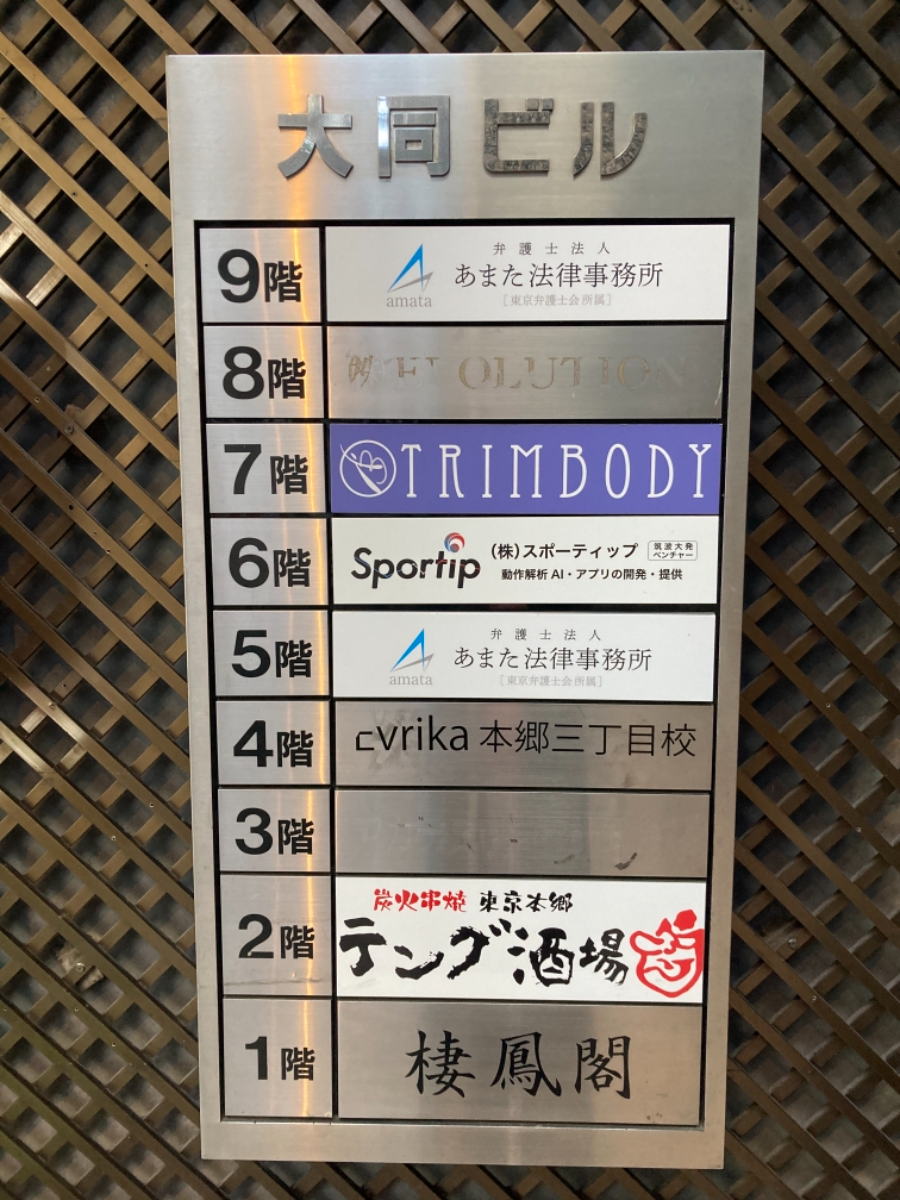 大同ビル
9階
amata
弁護士法人
あまた法律事務所
[東京弁護士会所属]
8階
7階
TRIMBODY
6階
Sportip
(株)スポーティップ
筑波大発
ベンチャー
動作解析 AI・アプリの開発・提供
5階
amata
弁護士法人
あまた法律事務所
[東京弁護士会所属]
4階
Evrika 本郷三丁目校
3階
2階
炭火串焼 東京本郷
テング酒場
1階
棲鳳閣